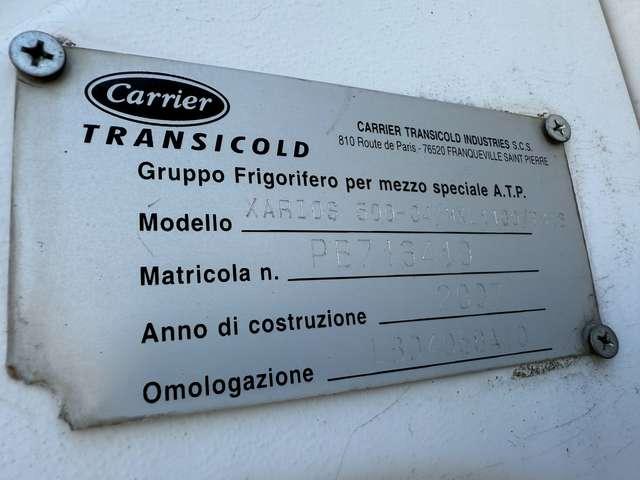 Carrier
TRANSICOLD
CARRIER TRANSICOLD INDUSTRIES S.C.S.
810 Route de Paris - 76520 FRANQUEVILLE SAINT PIERRE
Gruppo Frigorifero per mezzo speciale A.T.P.
Modello XARIOS
Matricola n.
Anno di costruzione 2007
Omologazione